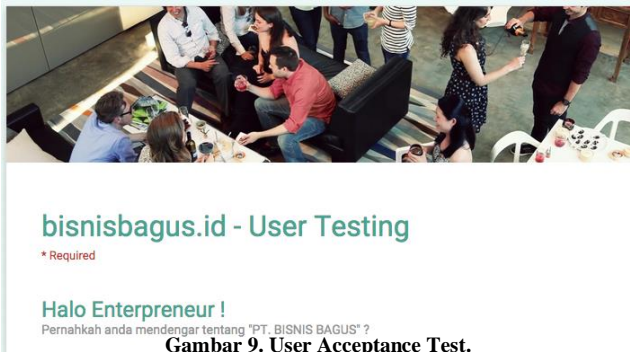 bisnisbagus.id - User Testing
* Required
Halo Enterpreneur !
Pernahkah anda mendengar tentang "PT. BISNIS BAGUS" ?
Gambar 9. User Acceptance Test.